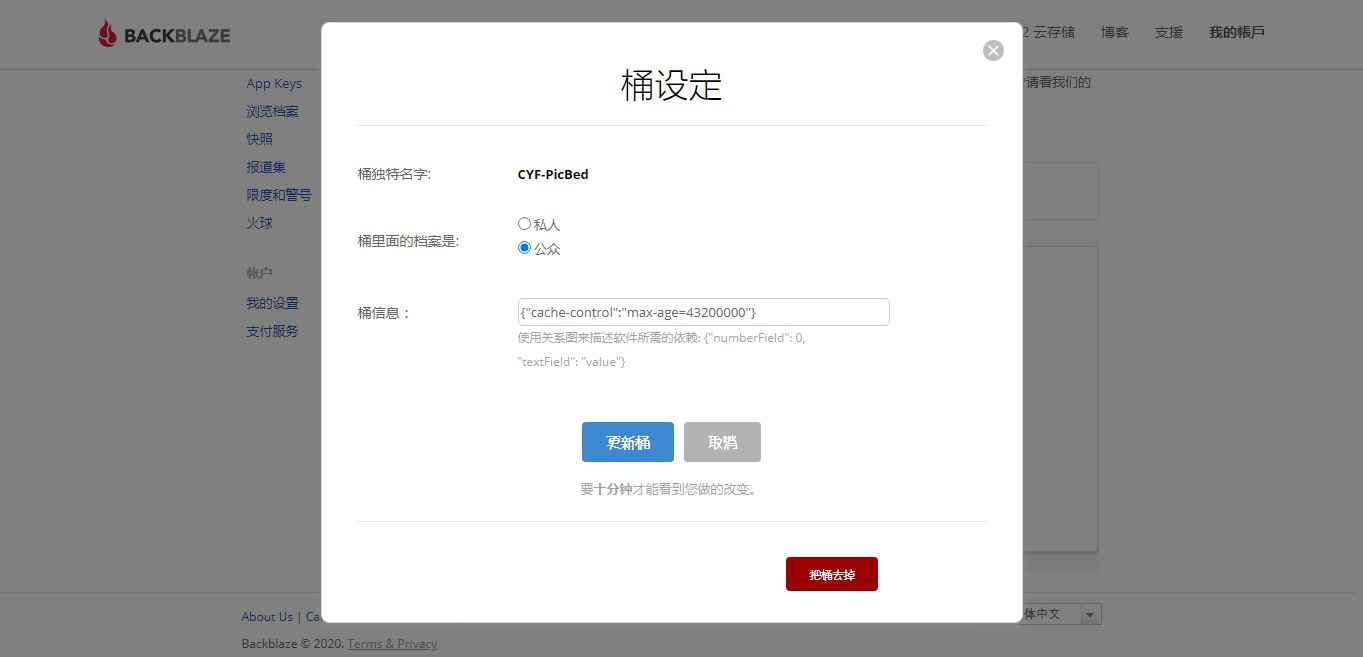 BACKBLAZE
2 云存储 博客 支援 我的帳戶
App Keys
浏览档案
快照
报道集
限度和警号
火球
帐户
我的设置
支付服务
请看我们的
桶设定
桶独特名字: CYF-PicBed
桶里面的档案是:
私人
公众
桶信息： {"cache-control":"max-age=43200000"}
使用关系图来描述软件所需的依赖: {"numberField": 0,
"textField": "value"}
更新桶 取消
要十分钟才能看到您做的改变。
把桶去掉
About Us | Ca
体中文
Backblaze © 2020. Terms & Privacy